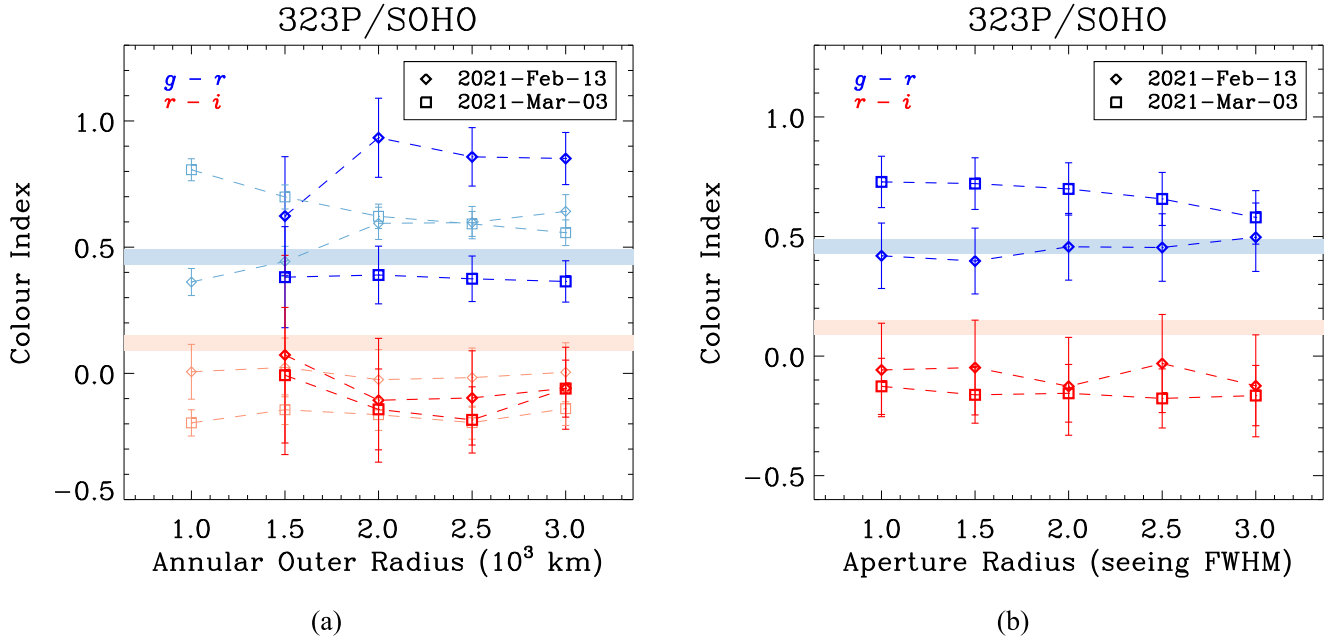 323P/SOHO
g – r
r – i
2021-Feb-13
2021-Mar-03
Colour Index
1.0
0.5
0.0
−0.5
1.0 1.5 2.0 2.5 3.0
Annular Outer Radius (10³ km)
(a)
323P/SOHO
g – r
r – i
2021-Feb-13
2021-Mar-03
Colour Index
1.0
0.5
0.0
−0.5
1.0 1.5 2.0 2.5 3.0
Aperture Radius (seeing FWHM)
(b)